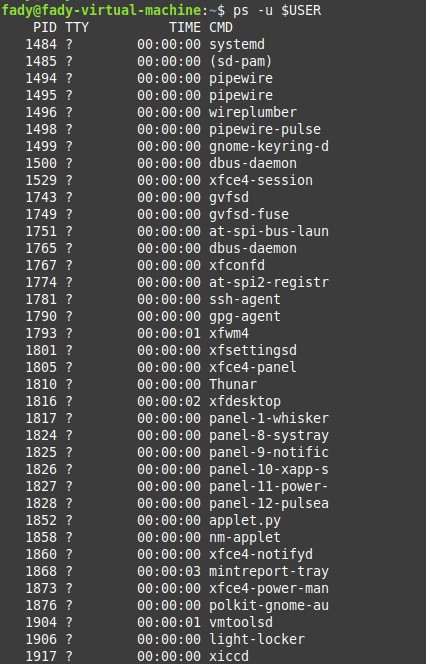 fady@fady-virtual-machine:~$ ps -u $USER
    PID TTY          TIME CMD
   1484 ?        00:00:00 systemd
   1485 ?        00:00:00 (sd-pam)
   1494 ?        00:00:00 pipewire
   1495 ?        00:00:00 pipewire
   1496 ?        00:00:00 wireplumber
   1498 ?        00:00:00 pipewire-pulse
   1499 ?        00:00:00 gnome-keyring-d
   1500 ?        00:00:00 dbus-daemon
   1529 ?        00:00:00 xfce4-session
   1743 ?        00:00:00 gvfsd
   1749 ?        00:00:00 gvfsd-fuse
   1751 ?        00:00:00 at-spi-bus-laun
   1765 ?        00:00:00 dbus-daemon
   1767 ?        00:00:00 xfconfd
   1774 ?        00:00:00 at-spi2-registr
   1781 ?        00:00:00 ssh-agent
   1790 ?        00:00:00 gpg-agent
   1793 ?        00:00:01 xfwm4
   1801 ?        00:00:00 xfsettingsd
   1805 ?        00:00:00 xfce4-panel
   1810 ?        00:00:00 Thunar
   1816 ?        00:00:02 xfdesktop
   1817 ?        00:00:00 panel-1-whisker
   1824 ?        00:00:00 panel-8-systray
   1825 ?        00:00:00 panel-9-notific
   1826 ?        00:00:00 panel-10-xapp-s
   1827 ?        00:00:00 panel-11-power-
   1828 ?        00:00:00 panel-12-pulsea
   1852 ?        00:00:00 applet.py
   1858 ?        00:00:00 nm-applet
   1860 ?        00:00:00 xfce4-notifyd
   1868 ?        00:00:03 mintreport-tray
   1873 ?        00:00:00 xfce4-power-man
   1876 ?        00:00:00 polkit-gnome-au
   1904 ?        00:00:01 vmtoolsd
   1906 ?        00:00:00 light-locker
   1917 ?        00:00:00 xiccd